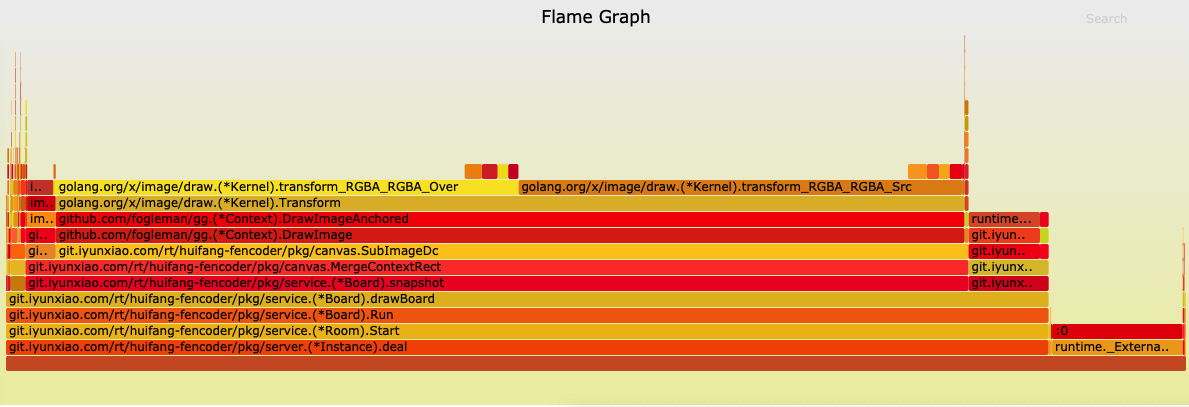 Flame Graph
Search
i..
golang.org/x/image/draw.(*Kernel).transform_RGBA_RGBA_Over
golang.org/x/image/draw.(*Kernel).transform_RGBA_RGBA_Src
im..
golang.org/x/image/draw.(*Kernel).Transform
im..
github.com/fogleman/gg.(*Context).DrawImageAnchored
runtime...
gi..
github.com/fogleman/gg.(*Context).DrawImage
git.iyun..
gi..
git.iyunxiao.com/rt/huifang-fencoder/pkg/canvas.SubImageDc
git.iyun..
git.iyunxiao.com/rt/huifang-fencoder/pkg/canvas.MergeContextRect
git.iyunx..
git.iyunxiao.com/rt/huifang-fencoder/pkg/service.(*Board).snapshot
git.iyunx..
git.iyunxiao.com/rt/huifang-fencoder/pkg/service.(*Board).drawBoard
git.iyunxiao.com/rt/huifang-fencoder/pkg/service.(*Board).Run
git.iyunxiao.com/rt/huifang-fencoder/pkg/service.(*Room).Start
:0
git.iyunxiao.com/rt/huifang-fencoder/pkg/server.(*Instance).deal
runtime._Externa..